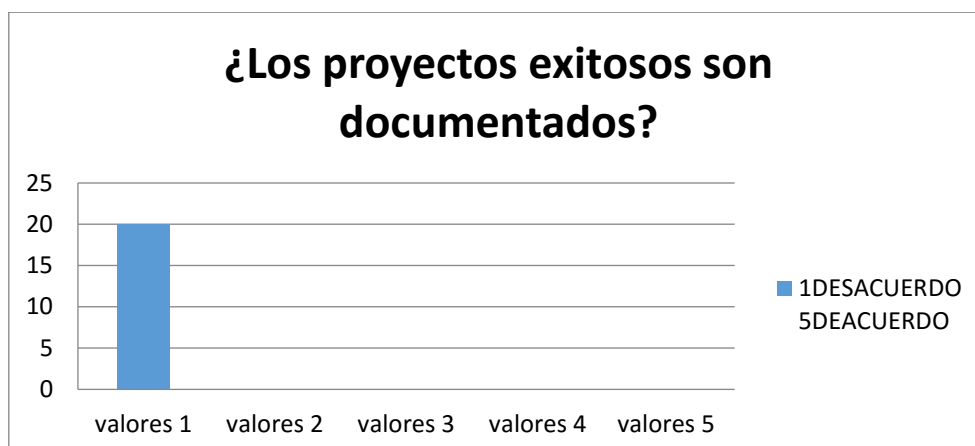 ¿Los proyectos exitosos son
documentados?
25
20
15
10
5
0
valores 1 valores 2 valores 3 valores 4 valores 5
1DESACUERDO
5DEACUERDO